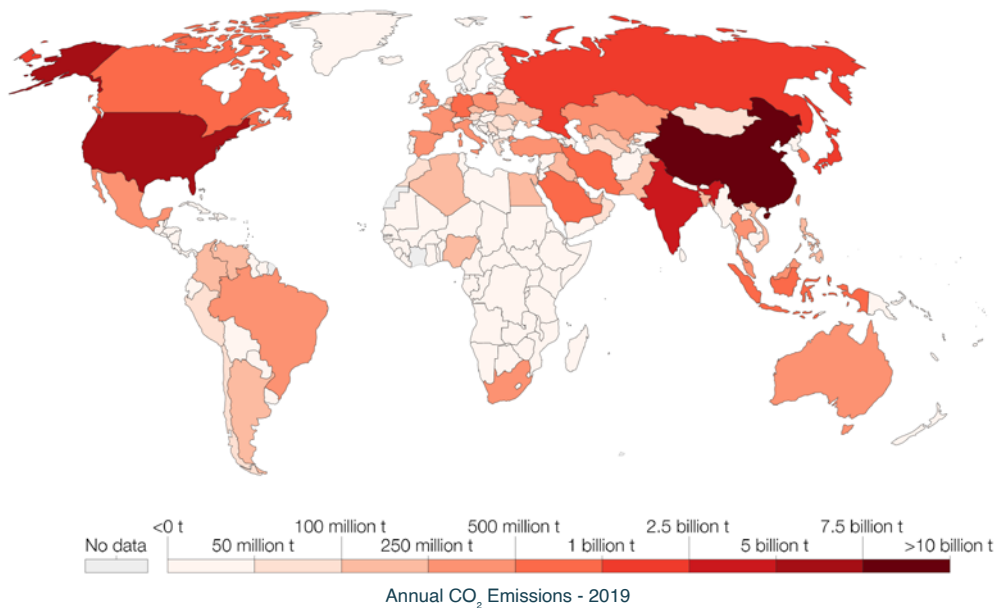 <0 t 100 million t 500 million t 2.5 billion t 7.5 billion t
No data 50 million t 250 million t 1 billion t 5 billion t >10 billion t
Annual CO₂ Emissions - 2019